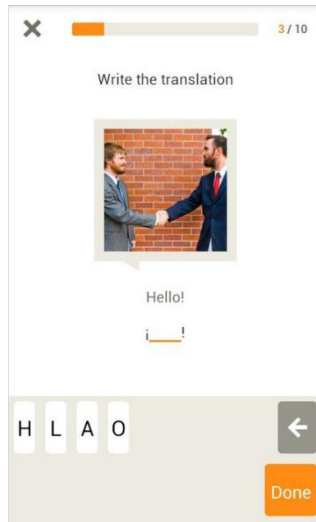 3 / 10
Write the translation
Hello!
¡____!
H L A O
Done